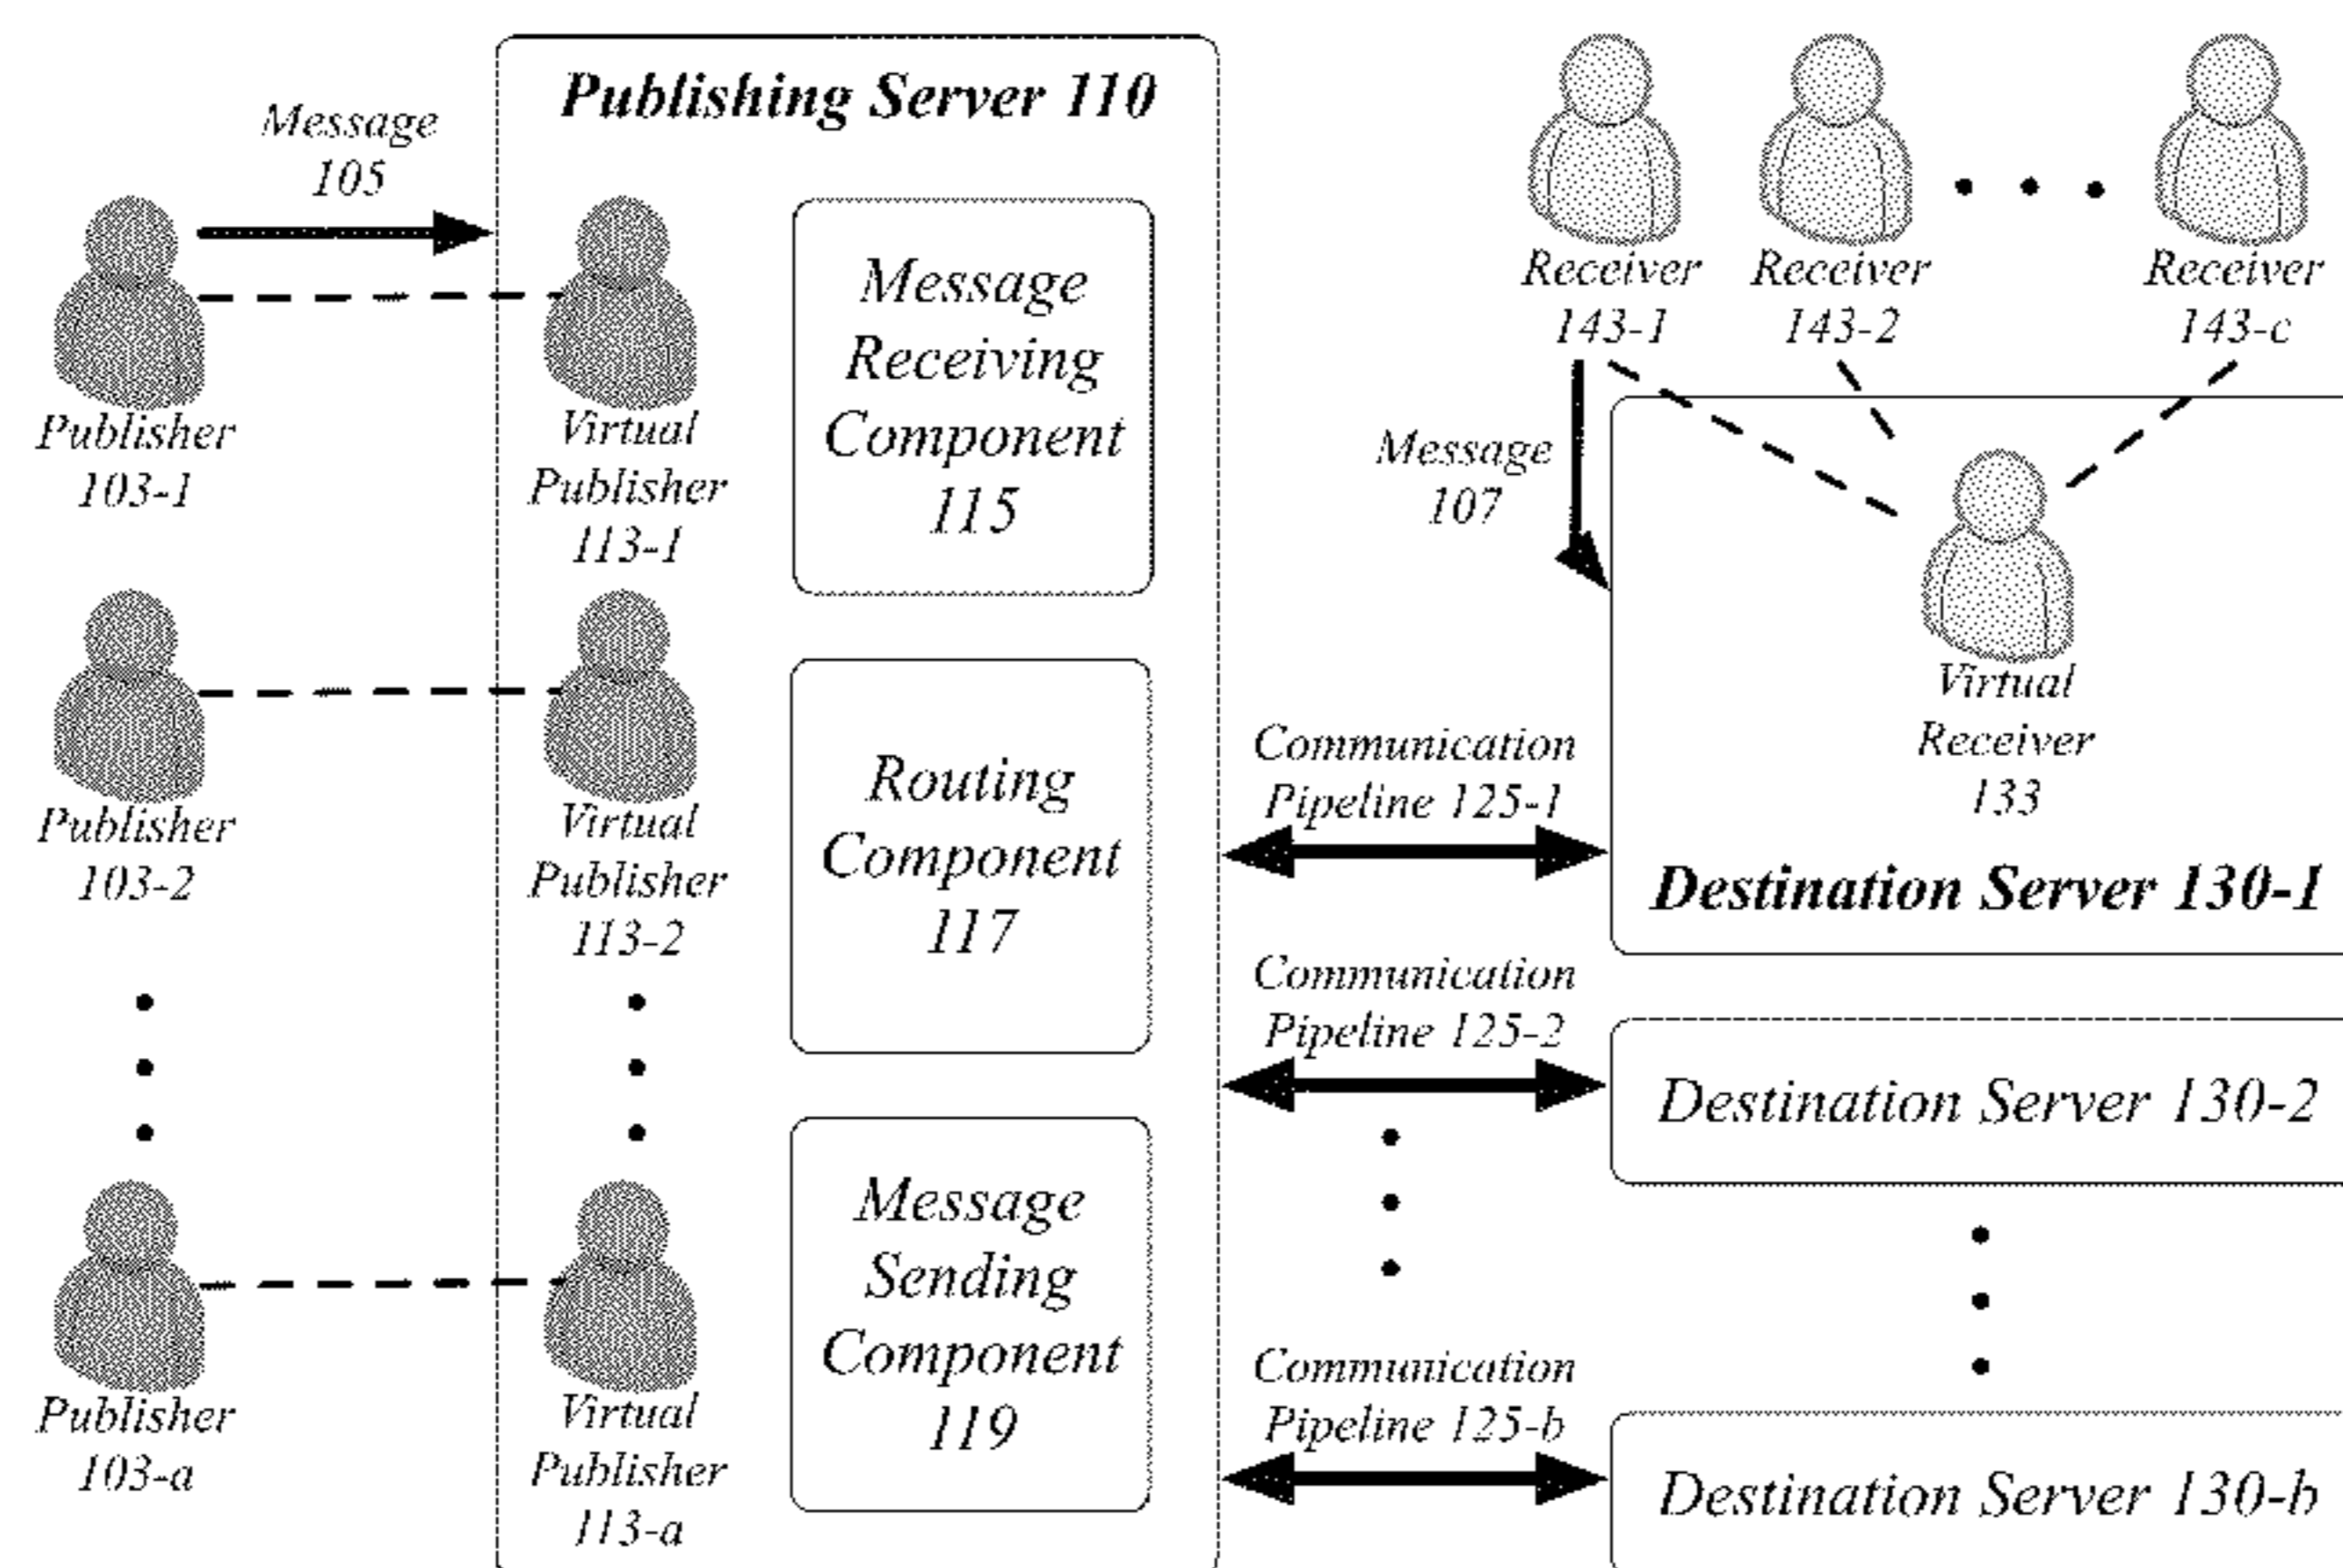 Publishing Server 110
Message
105
Publisher
103-1
Virtual
Publisher
113-1
Message
Receiving
Component
115
Publisher
103-2
Virtual
Publisher
113-2
Routing
Component
117
Publisher
103-a
Virtual
Publisher
113-a
Message
Sending
Component
119
Receiver
143-1
Receiver
143-2
Receiver
143-c
Message
107
Virtual
Receiver
133
Destination Server 130-1
Communication
Pipeline 125-1
Communication
Pipeline 125-2
Destination Server 130-2
Communication
Pipeline 125-b
Destination Server 130-b